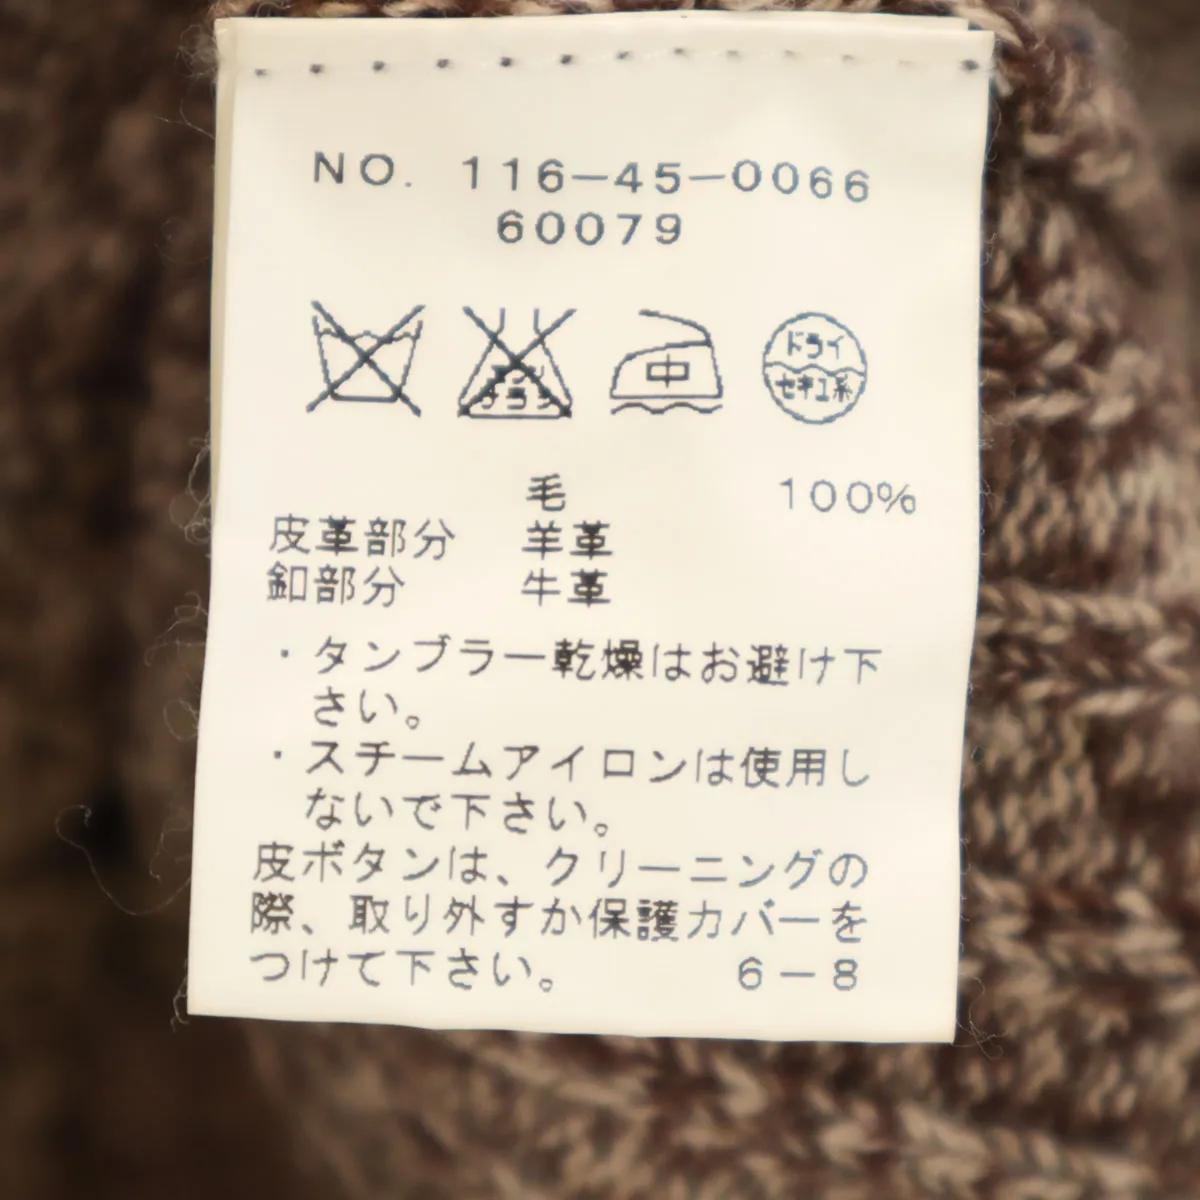 NO. 116-45-0066
60079
中
ドライ
セキユ系
毛 100%
皮革部分 羊革
釦部分 牛革
・タンブラー乾燥はお避け下
さい。
・スチームアイロンは使用し
ないで下さい。
皮ボタンは、クリーニングの
際、取り外すか保護カバーを
つけて下さい。 6-8